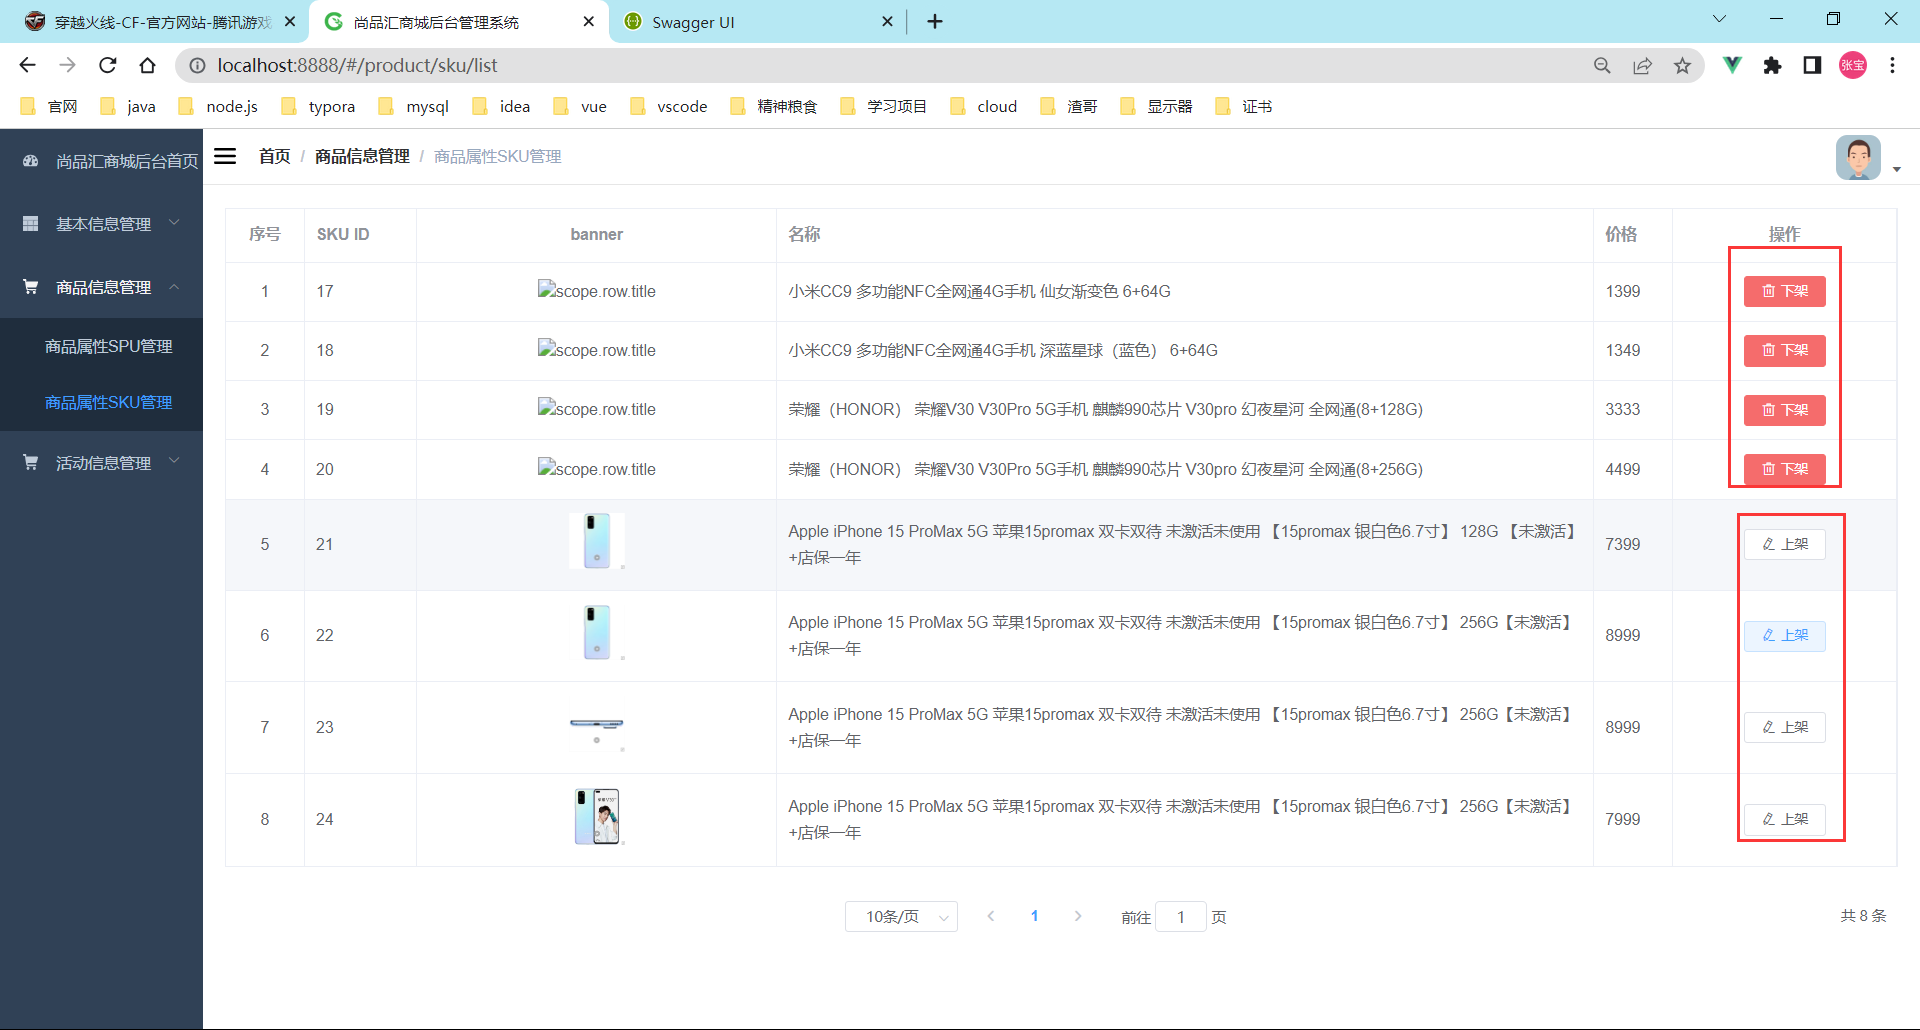 穿越火线-CF-官方网站-腾讯游戏
尚品汇商城后台管理系统
Swagger UI
localhost:8888/#/product/sku/list
张宝
官网 java node.js typora mysql idea vue vscode 精神粮食 学习项目 cloud 渣哥 显示器 证书
尚品汇商城后台首页
基本信息管理
商品信息管理
商品属性SPU管理
商品属性SKU管理
活动信息管理
首页 / 商品信息管理 / 商品属性SKU管理
序号 SKU ID banner 名称 价格 操作
1 17 scope.row.title 小米CC9 多功能NFC全网通4G手机 仙女渐变色 6+64G 1399 下架
2 18 scope.row.title 小米CC9 多功能NFC全网通4G手机 深蓝星球（蓝色） 6+64G 1349 下架
3 19 scope.row.title 荣耀（HONOR） 荣耀V30 V30Pro 5G手机 麒麟990芯片 V30pro 幻夜星河 全网通(8+128G) 3333 下架
4 20 scope.row.title 荣耀（HONOR） 荣耀V30 V30Pro 5G手机 麒麟990芯片 V30pro 幻夜星河 全网通(8+256G) 4499 下架
5 21 Apple iPhone 15 ProMax 5G 苹果15promax 双卡双待 未激活未使用 【15promax 银白色6.7寸】 128G 【未激活】
+店保一年 7399 上架
6 22 Apple iPhone 15 ProMax 5G 苹果15promax 双卡双待 未激活未使用 【15promax 银白色6.7寸】 256G【未激活】
+店保一年 8999 上架
7 23 Apple iPhone 15 ProMax 5G 苹果15promax 双卡双待 未激活未使用 【15promax 银白色6.7寸】 256G【未激活】
+店保一年 8999 上架
8 24 Apple iPhone 15 ProMax 5G 苹果15promax 双卡双待 未激活未使用 【15promax 银白色6.7寸】 256G【未激活】
+店保一年 7999 上架
10条/页 1 前往 1 页 共 8 条